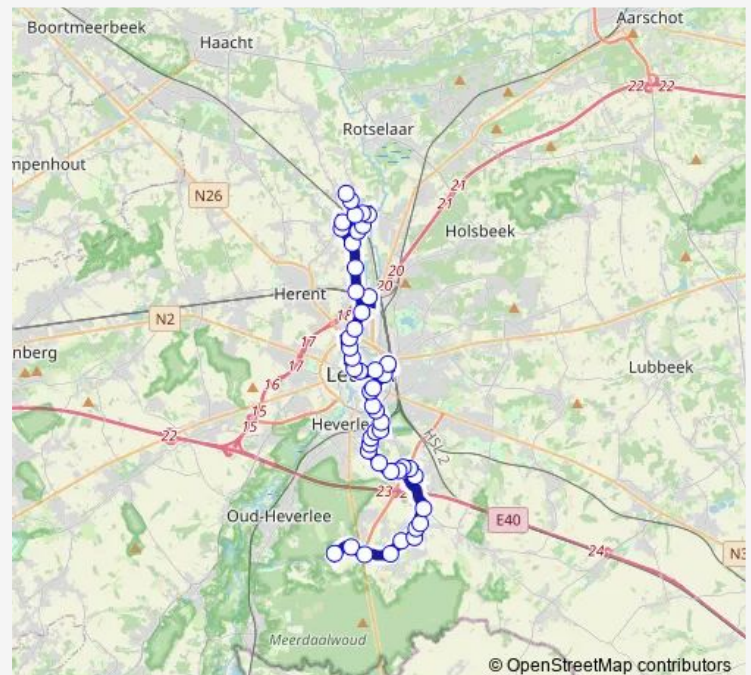 Boortmeerbeek
Aarschot
Haacht
22 22
Rotselaar
mpenhout
N26
21
21
Holsbeek
20
20
Herent
18
N2
17
17
nberg
Lubbeek
16
15
15
Heverle
22
HSL 2
23
Oud-Heverlee
E40
24
N3
Meerdaalwoud
© OpenStreetMap contributors